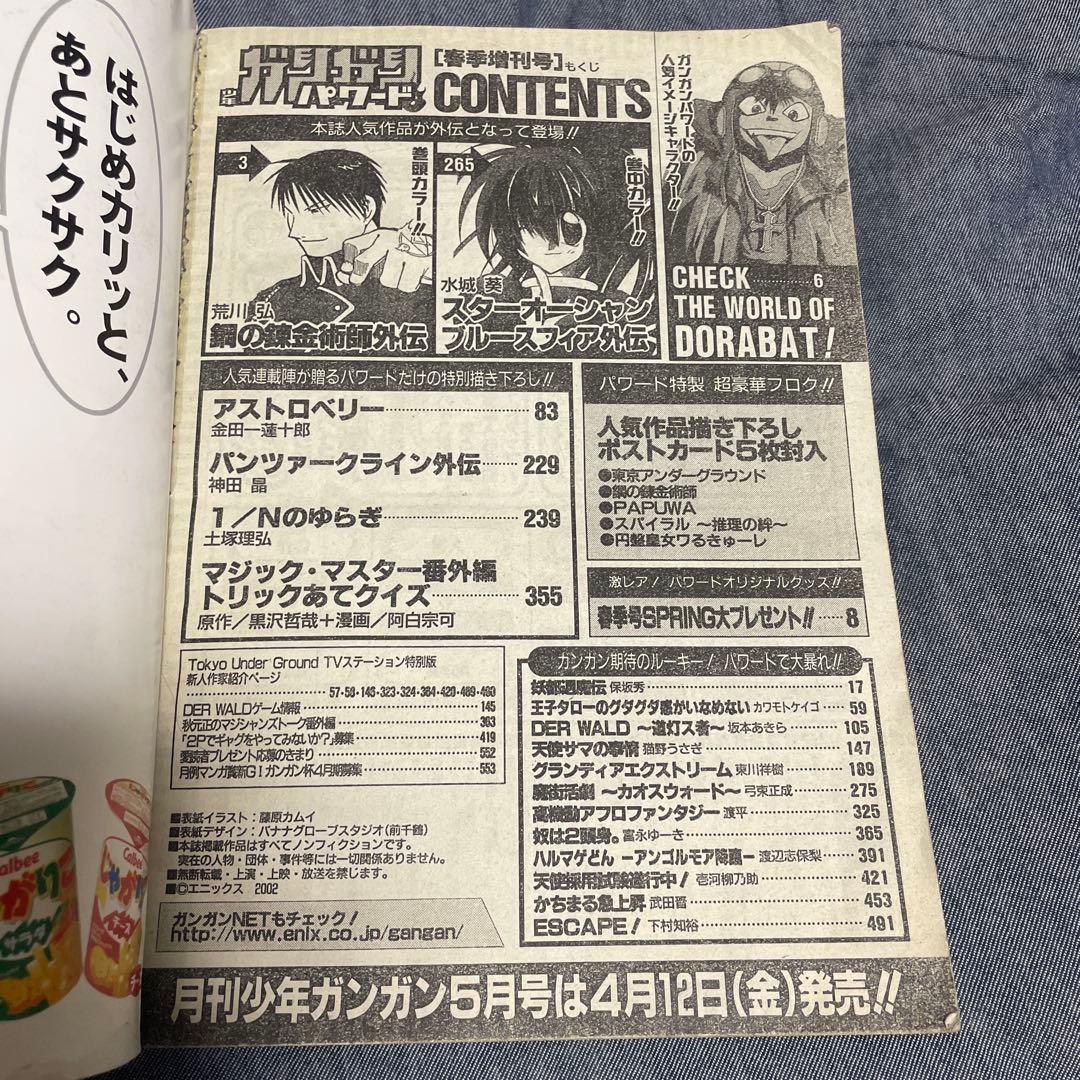 はじめカリッと、
あとサクサク。
Calbee
Calbee
ガンガン
パワード
[春季増刊号]もくじ
CONTENTS
本誌人気作品が外伝となって登場!!
3
巻頭カラー!!
荒川 弘
鋼の錬金術師外伝
265
巻中カラー!!
水城 葵
スターオーシャン
ブルースフィア外伝
ガンガンパワードの
人気イメージキャラクター!!
CHECK 6
THE WORLD OF
DORABAT!
人気連載陣が贈るパワードだけの特別描き下ろし!!
アストロベリー 83
金田一蓮十郎
パンツァークライン外伝 229
神田 晶
1/Nのゆらぎ 239
土塚理弘
マジック・マスター番外編
トリックあてクイズ 355
原作/黒沢哲哉+漫画/阿白宗可
パワード特製 超豪華フロク!!
人気作品描き下ろし
ポストカード5枚封入
●東京アンダーグラウンド
●鋼の錬金術師
●PAPUWA
●スパイラル ～推理の絆～
●円盤皇女ワるきゅーレ
激レア! パワードオリジナルグッズ!!
春季号SPRING大プレゼント!! 8
Tokyo Under Ground TVステーション特別版
新人作家紹介ページ
57・58・146・323・324・364・420・489・490
DER WALDゲーム情報 145
秋元正のマジシャンズトーク番外編 363
「2Pでギャグをやってみないか?」募集 419
愛読者プレゼント応募のきまり 552
月例マンガ賞新GIガンガン杯4月期募集 553
ガンガン期待のルーキー! パワードで大暴れ!!
妖都遁魔伝 保坂秀 17
王子タローのグダグダ感がいなめない カワモトケイゴ 59
DER WALD ～道灯ス者～ 坂本あきら 105
天使サマの事情 猫野うさぎ 147
グランディアエクストリーム 東川祥樹 189
魔街活劇 ～カオスウォード～ 弓束正成 275
高機動アフロファンタジー 渡平 325
奴は2頭身。 富永ゆーき 365
ハルマゲどん －アンゴルモア降臨－ 渡辺志保梨 391
天使採用試験遂行中! 壱河柳乃助 421
かちまる急上昇 武田晋 453
ESCAPE! 下村知裕 491
■表紙イラスト:藤原カムイ
■表紙デザイン:バナナグローブスタジオ(前千鶴)
■本誌掲載作品はすべてノンフィクションです。
実在の人物・団体・事件等には一切関係ありません。
■無断転載・上演・上映・放送を禁じます。
■©エニックス 2002
ガンガンNETもチェック!
http://www.enix.co.jp/gangan/
月刊少年ガンガン5月号は4月12日(金)発売!!